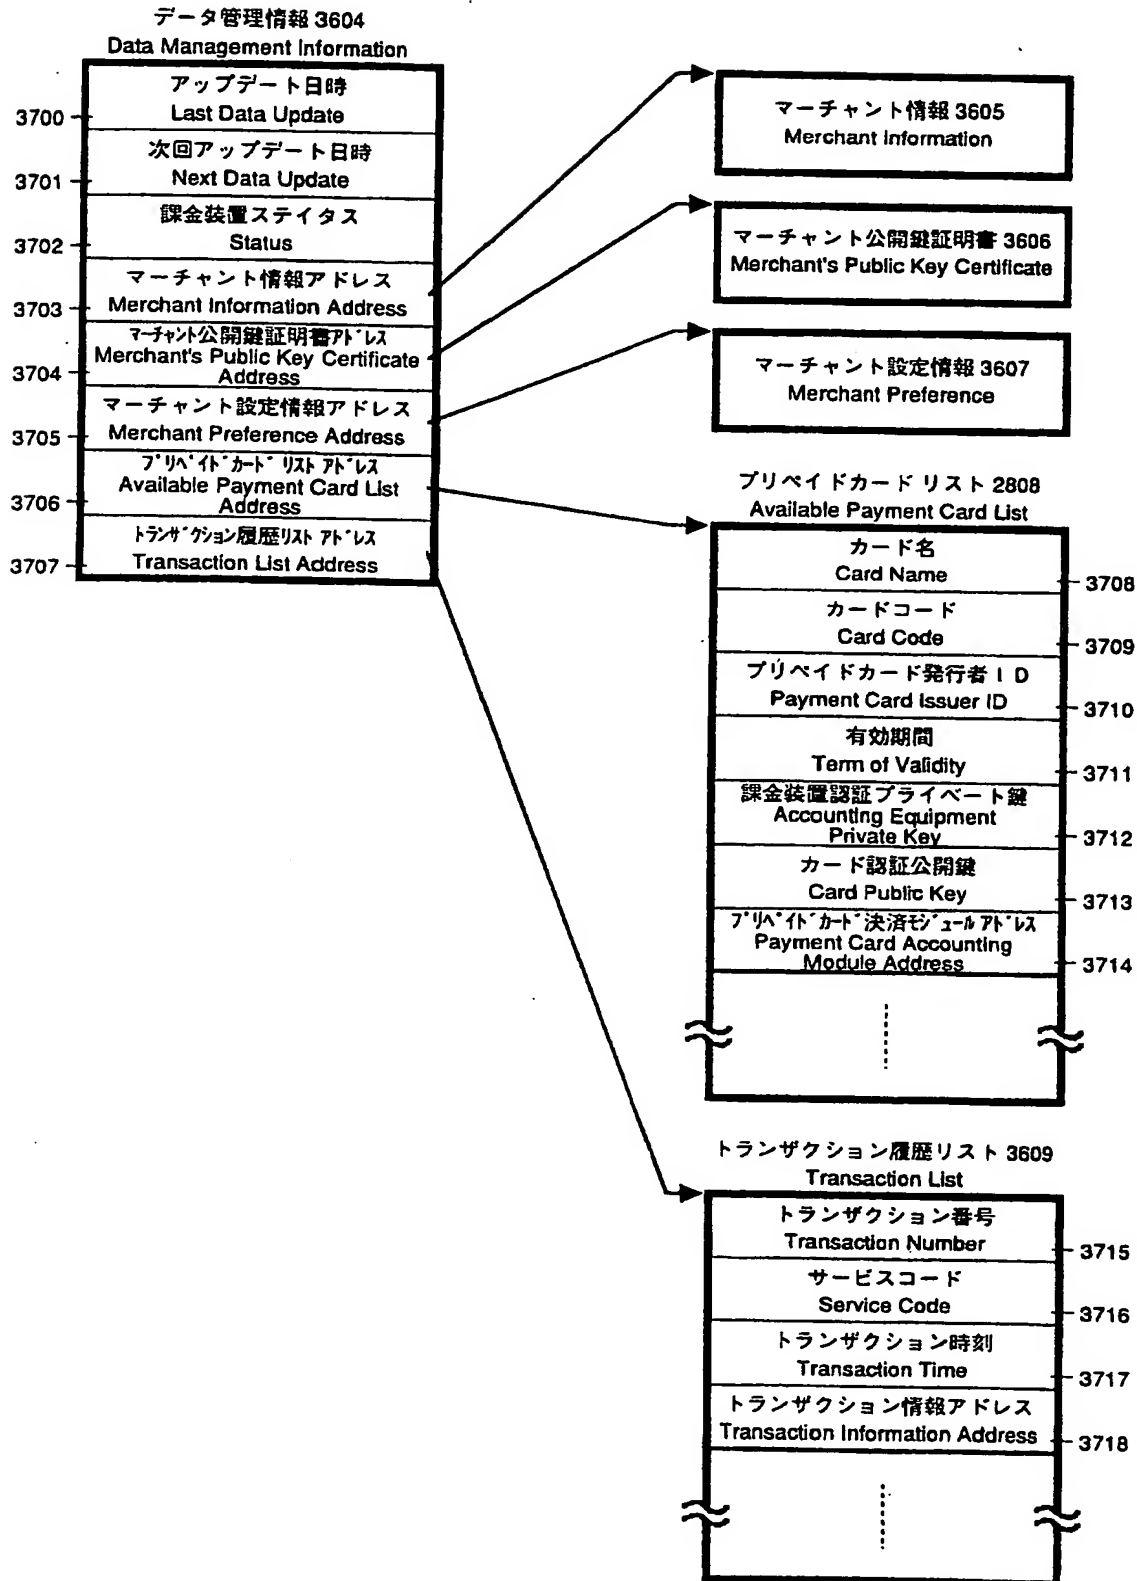 データ管理情報 3604
Data Management Information
アップデート日時
Last Data Update
3700
次回アップデート日時
Next Data Update
3701
課金装置ステイタス
Status
3702
マーチャント情報アドレス
Merchant Information Address
3703
マーチャント公開鍵証明書アドレス
Merchant's Public Key Certificate
Address
3704
マーチャント設定情報アドレス
Merchant Preference Address
3705
プリペイドカード リスト アドレス
Available Payment Card List
Address
3706
トランザクション履歴リスト アドレス
Transaction List Address
3707
マーチャント情報 3605
Merchant Information
マーチャント公開鍵証明書 3606
Merchant's Public Key Certificate
マーチャント設定情報 3607
Merchant Preference
プリペイドカード リスト 2808
Available Payment Card List
カード名
Card Name
3708
カードコード
Card Code
3709
プリペイドカード発行者ID
Payment Card Issuer ID
3710
有効期間
Term of Validity
3711
課金装置認証プライベート鍵
Accounting Equipment
Private Key
3712
カード認証公開鍵
Card Public Key
3713
プリペイドカード決済モジュールアドレス
Payment Card Accounting
Module Address
3714
トランザクション履歴リスト 3609
Transaction List
トランザクション番号
Transaction Number
3715
サービスコード
Service Code
3716
トランザクション時刻
Transaction Time
3717
トランザクション情報アドレス
Transaction Information Address
3718